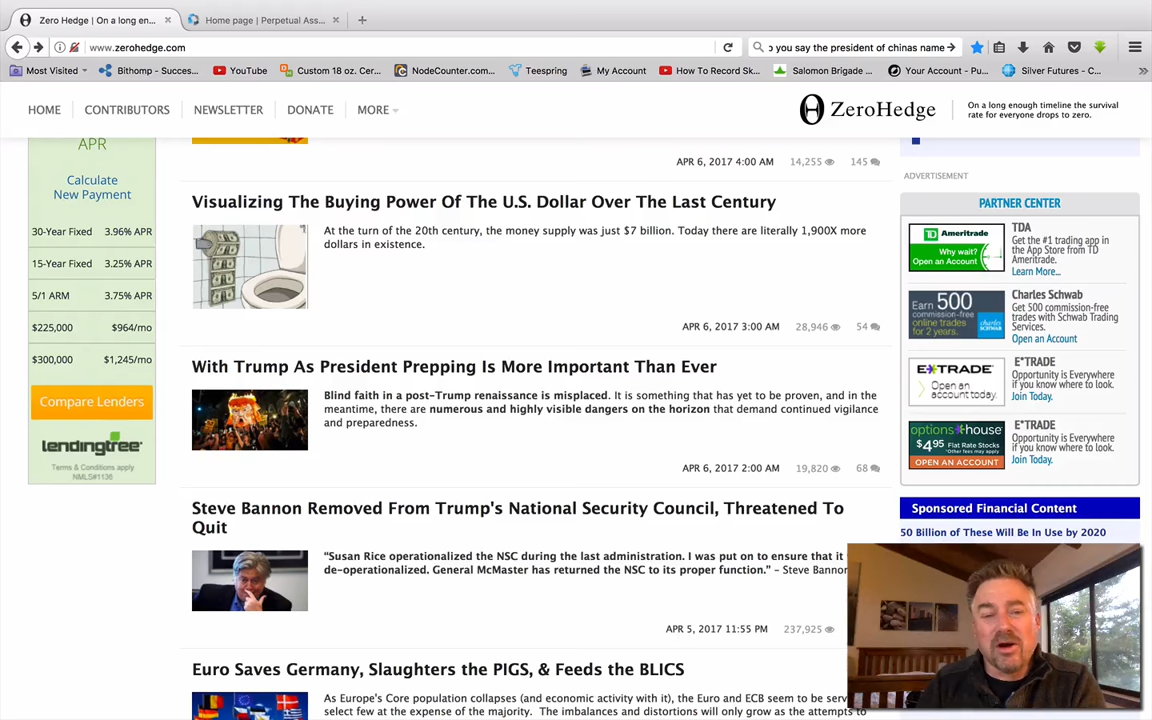 Zero Hedge | On a long en...
Home page | Perpetual Ass...
www.zerohedge.com
o you say the president of chinas name
Most Visited
Bithomp - Succes...
YouTube
Custom 18 oz. Cer...
NodeCounter.com...
Teespring
My Account
How To Record Sk...
Salomon Brigade ...
Your Account - Pu...
Silver Futures - C...
HOME
CONTRIBUTORS
NEWSLETTER
DONATE
MORE
ZeroHedge
On a long enough timeline the survival
rate for everyone drops to zero.
APR
Calculate
New Payment
30-Year Fixed 3.96% APR
15-Year Fixed 3.25% APR
5/1 ARM 3.75% APR
$225,000 $964/mo
$300,000 $1,245/mo
Compare Lenders
lendingtree
Terms & Conditions apply
NMLS#1136
APR 6, 2017 4:00 AM 14,255 145
Visualizing The Buying Power Of The U.S. Dollar Over The Last Century
At the turn of the 20th century, the money supply was just $7 billion. Today there are literally 1,900X more
dollars in existence.
APR 6, 2017 3:00 AM 28,946 54
With Trump As President Prepping Is More Important Than Ever
Blind faith in a post-Trump renaissance is misplaced. It is something that has yet to be proven, and in the
meantime, there are numerous and highly visible dangers on the horizon that demand continued vigilance
and preparedness.
APR 6, 2017 2:00 AM 19,820 68
Steve Bannon Removed From Trump's National Security Council, Threatened To
Quit
“Susan Rice operationalized the NSC during the last administration. I was put on to ensure that it
de-operationalized. General McMaster has returned the NSC to its proper function.” – Steve Bannon
APR 5, 2017 11:55 PM 237,925
Euro Saves Germany, Slaughters the PIGS, & Feeds the BLICS
As Europe's Core population collapses (and economic activity with it), the Euro and ECB seem to be serv
select few at the expense of the majority. The imbalances and distortions will only grow as the attempts to
ADVERTISEMENT
PARTNER CENTER
TD Ameritrade
Why wait?
Open an Account
TDA
Get the #1 trading app in
the App Store from TD
Ameritrade.
Learn More...
Earn 500
commission-free
online trades
for 2 years.
charles
SCHWAB
Charles Schwab
Get 500 commission-free
trades with Schwab Trading
Services.
Open an Account
E*TRADE
Open an
account today.
E*TRADE
Opportunity is Everywhere
if you know where to look.
Join Today.
optionshouse
$4.95 Flat Rate Stocks
OPEN AN ACCOUNT
E*TRADE
Opportunity is Everywhere
if you know where to look.
Join Today.
Sponsored Financial Content
50 Billion of These Will Be In Use by 2020